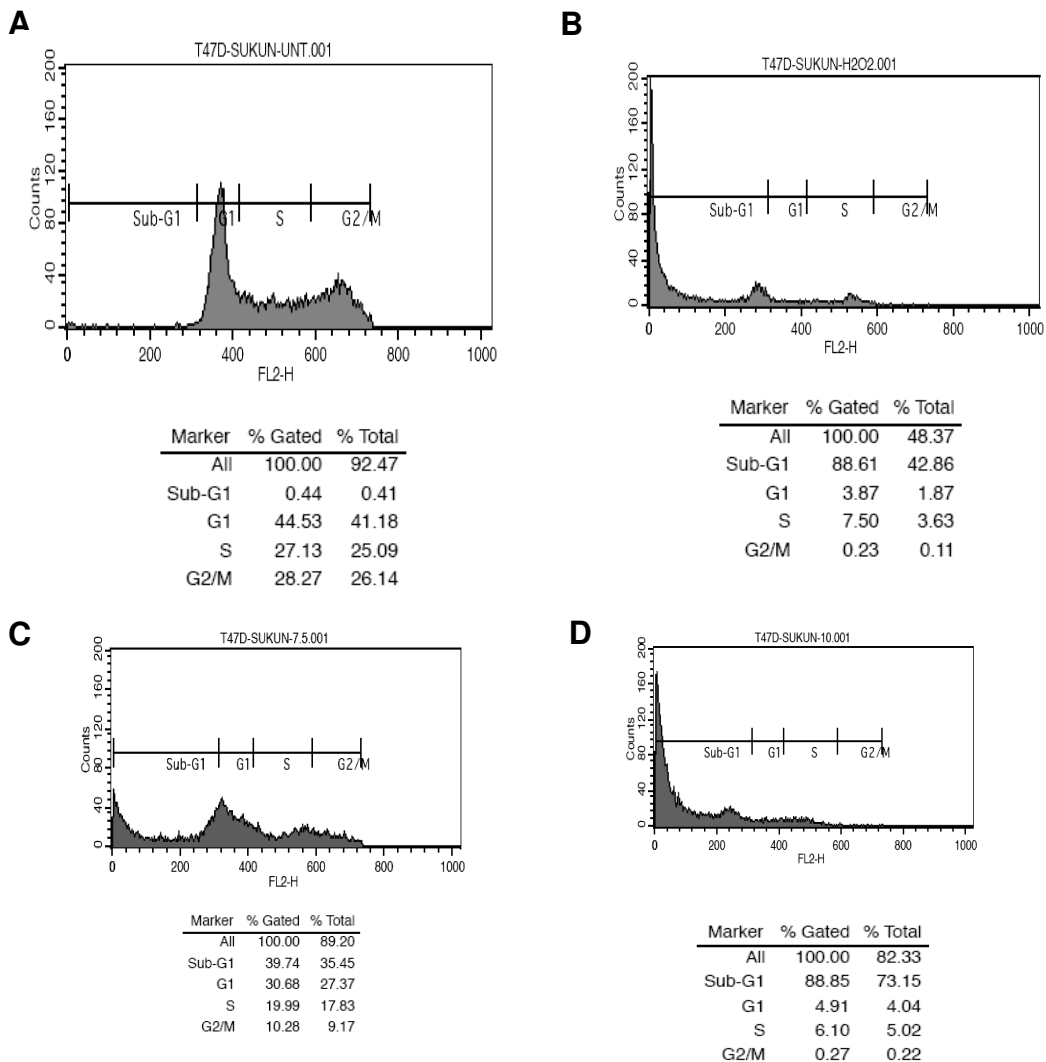 A
T47D-SUKUN-UNT.001
200
160
120
80
40
0
Counts
Sub-G1 G1 S G2/M
0 200 400 600 800 1000
FL2-H
Marker % Gated % Total
All 100.00 92.47
Sub-G1 0.44 0.41
G1 44.53 41.18
S 27.13 25.09
G2/M 28.27 26.14
B
T47D-SUKUN-H2O2.001
200
160
120
80
40
0
Counts
Sub-G1 G1 S G2/M
0 200 400 600 800 1000
FL2-H
Marker % Gated % Total
All 100.00 48.37
Sub-G1 88.61 42.86
G1 3.87 1.87
S 7.50 3.63
G2/M 0.23 0.11
C
T47D-SUKUN-7.5.001
200
160
120
80
40
0
Counts
Sub-G1 G1 S G2/M
0 200 400 600 800 1000
FL2-H
Marker % Gated % Total
All 100.00 89.20
Sub-G1 39.74 35.45
G1 30.68 27.37
S 19.99 17.83
G2/M 10.28 9.17
D
T47D-SUKUN-10.001
200
160
120
80
40
0
Counts
Sub-G1 G1 S G2/M
0 200 400 600 800 1000
FL2-H
Marker % Gated % Total
All 100.00 82.33
Sub-G1 88.85 73.15
G1 4.91 4.04
S 6.10 5.02
G2/M 0.27 0.22